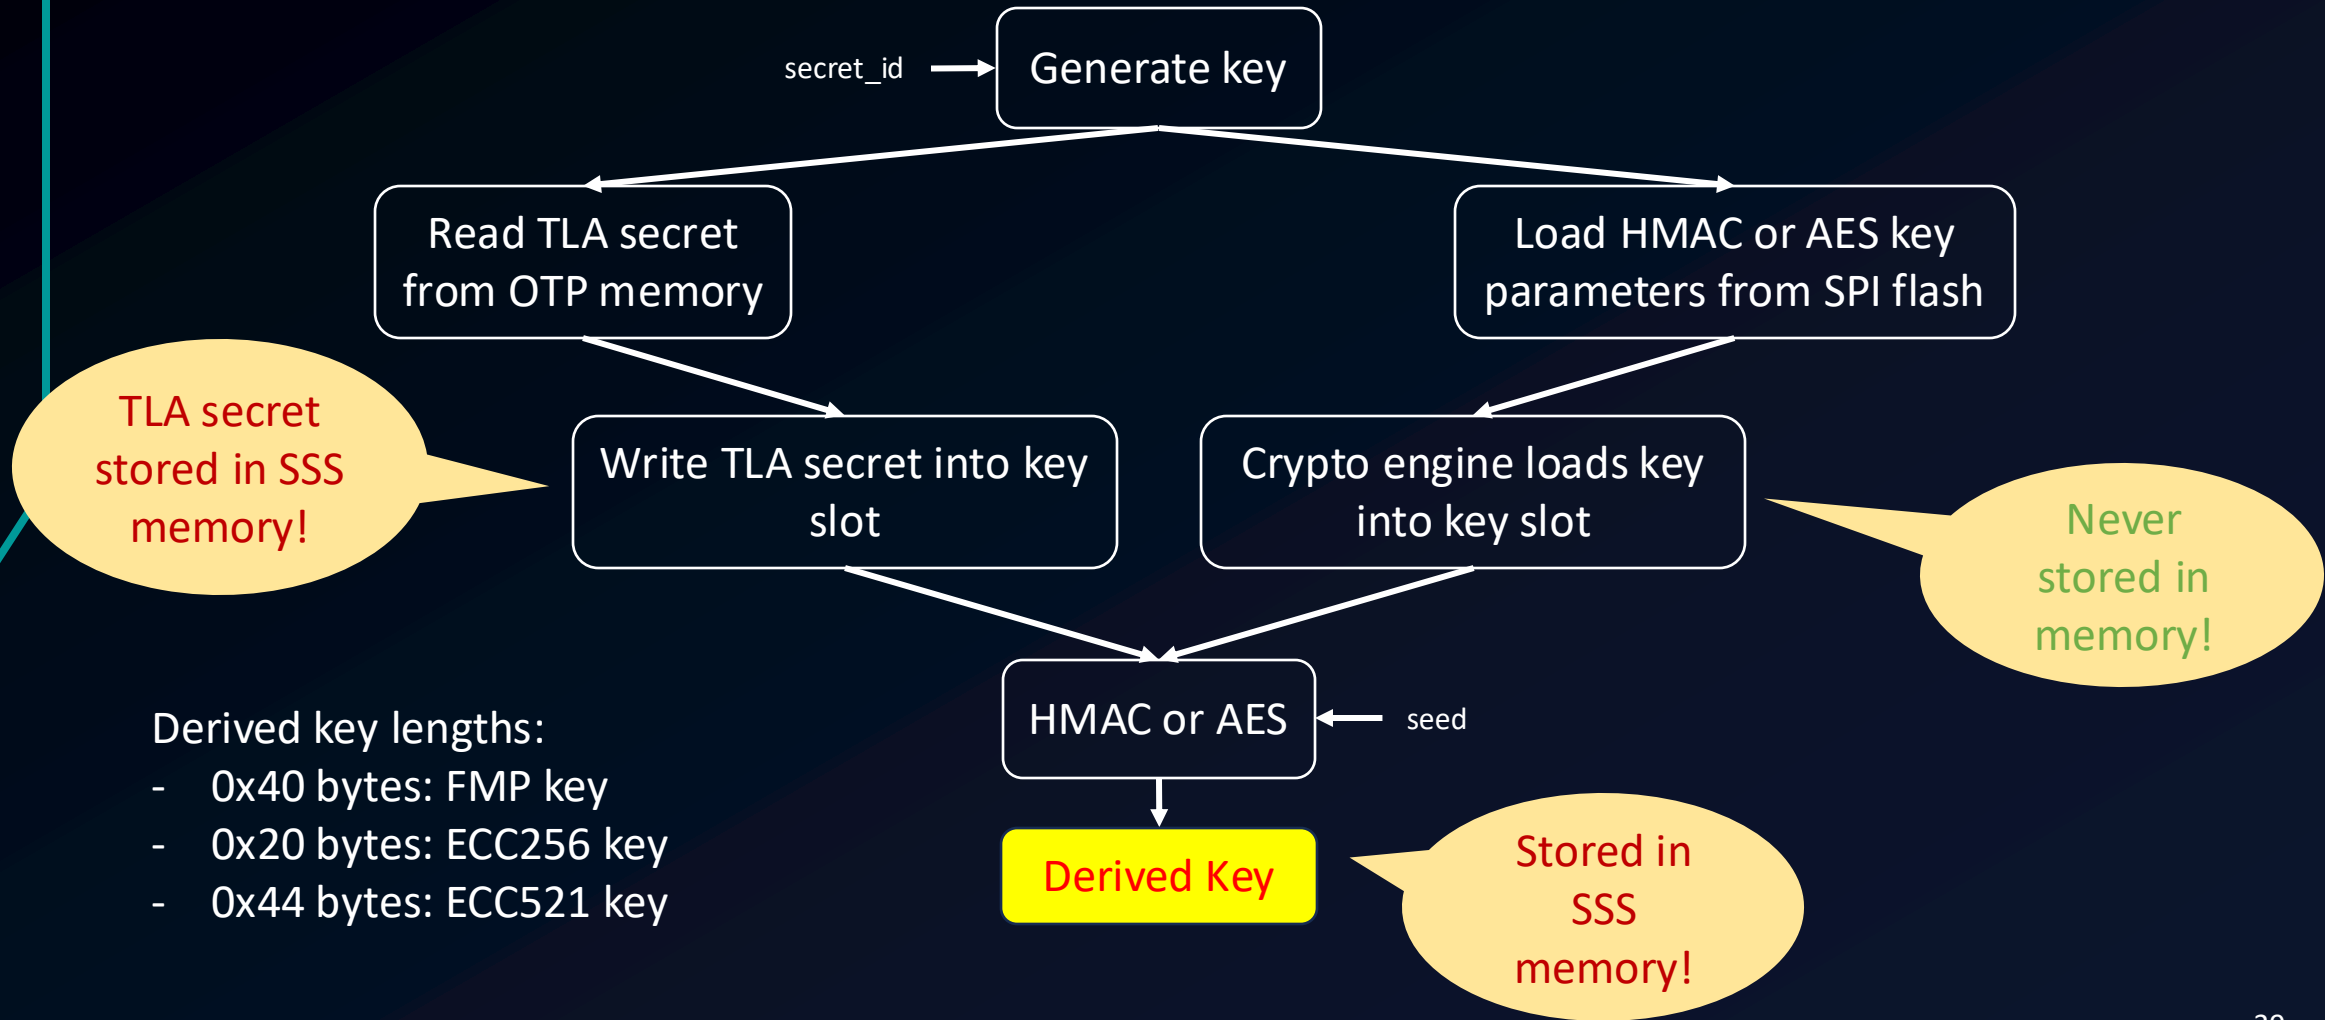 secret_id
Generate key
Read TLA secret
from OTP memory
Load HMAC or AES key
parameters from SPI flash
TLA secret
stored in SSS
memory!
Write TLA secret into key
slot
Crypto engine loads key
into key slot
Never
stored in
memory!
HMAC or AES
seed
Derived key lengths:
- 0x40 bytes: FMP key
- 0x20 bytes: ECC256 key
- 0x44 bytes: ECC521 key
Derived Key
Stored in
SSS
memory!